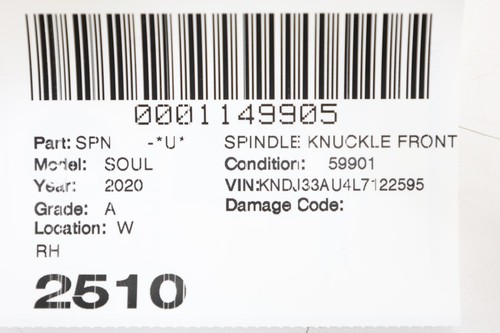 0001149905
Part: SPN -*U* SPINDLE KNUCKLE FRONT
Model: SOUL Condition: 59901
Year: 2020 VIN:KNDJ33AU4L7122595
Grade: A Damage Code:
Location: W
RH
2510